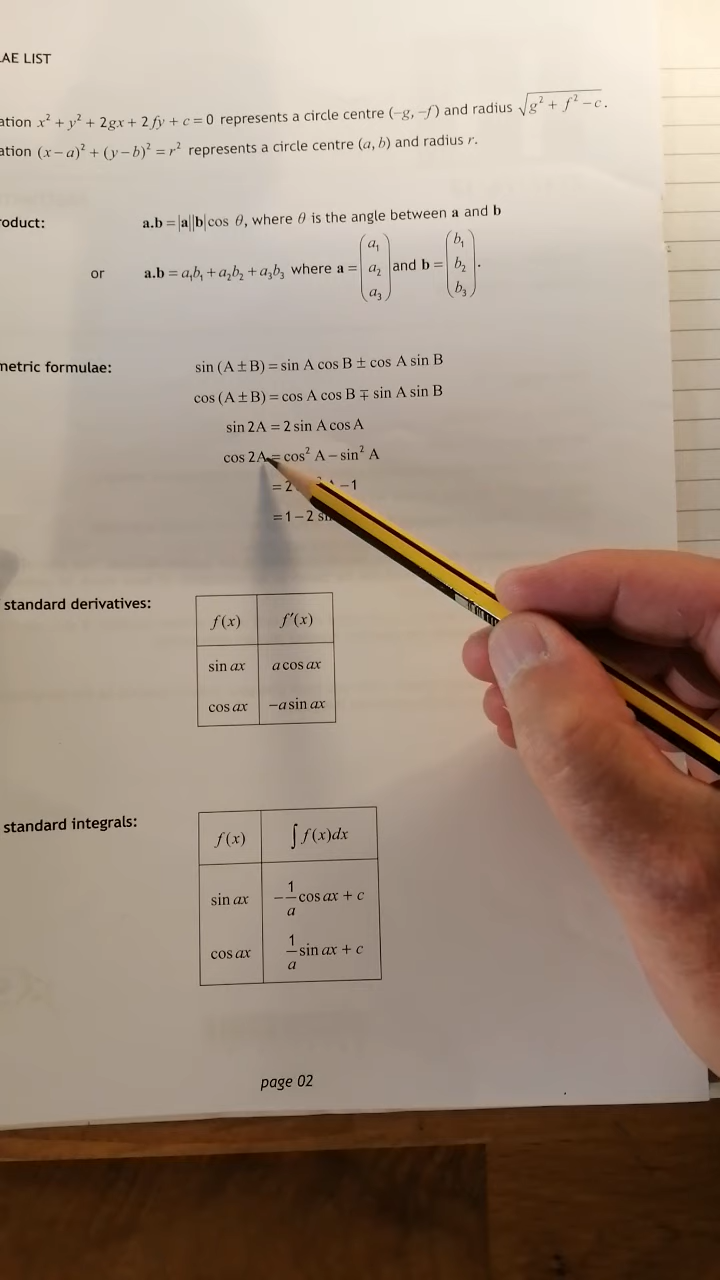 AE LIST
ation x² + y² + 2gx + 2fy + c = 0 represents a circle centre (−g, −f) and radius √(g² + f² − c).
ation (x − a)² + (y − b)² = r² represents a circle centre (a, b) and radius r.
oduct: a.b = |a||b| cos θ, where θ is the angle between a and b
or a.b = a₁b₁ + a₂b₂ + a₃b₃ where a = (a₁ a₂ a₃) and b = (b₁ b₂ b₃).
metric formulae: sin (A ± B) = sin A cos B ± cos A sin B
cos (A ± B) = cos A cos B ∓ sin A sin B
sin 2A = 2 sin A cos A
cos 2A = cos² A − sin² A
= 2 −1
= 1 − 2
standard derivatives:
f(x) f′(x)
sin ax a cos ax
cos ax −a sin ax
standard integrals:
f(x) ∫ f(x)dx
sin ax −1/a cos ax + c
cos ax 1/a sin ax + c
page 02